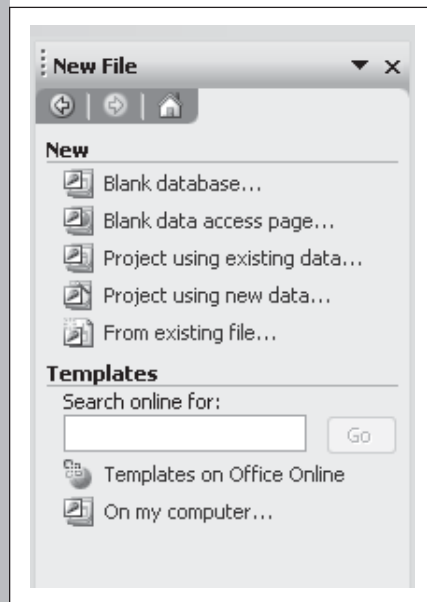 New File
New
Blank database...
Blank data access page...
Project using existing data...
Project using new data...
From existing file...
Templates
Search online for:
Go
Templates on Office Online
On my computer...